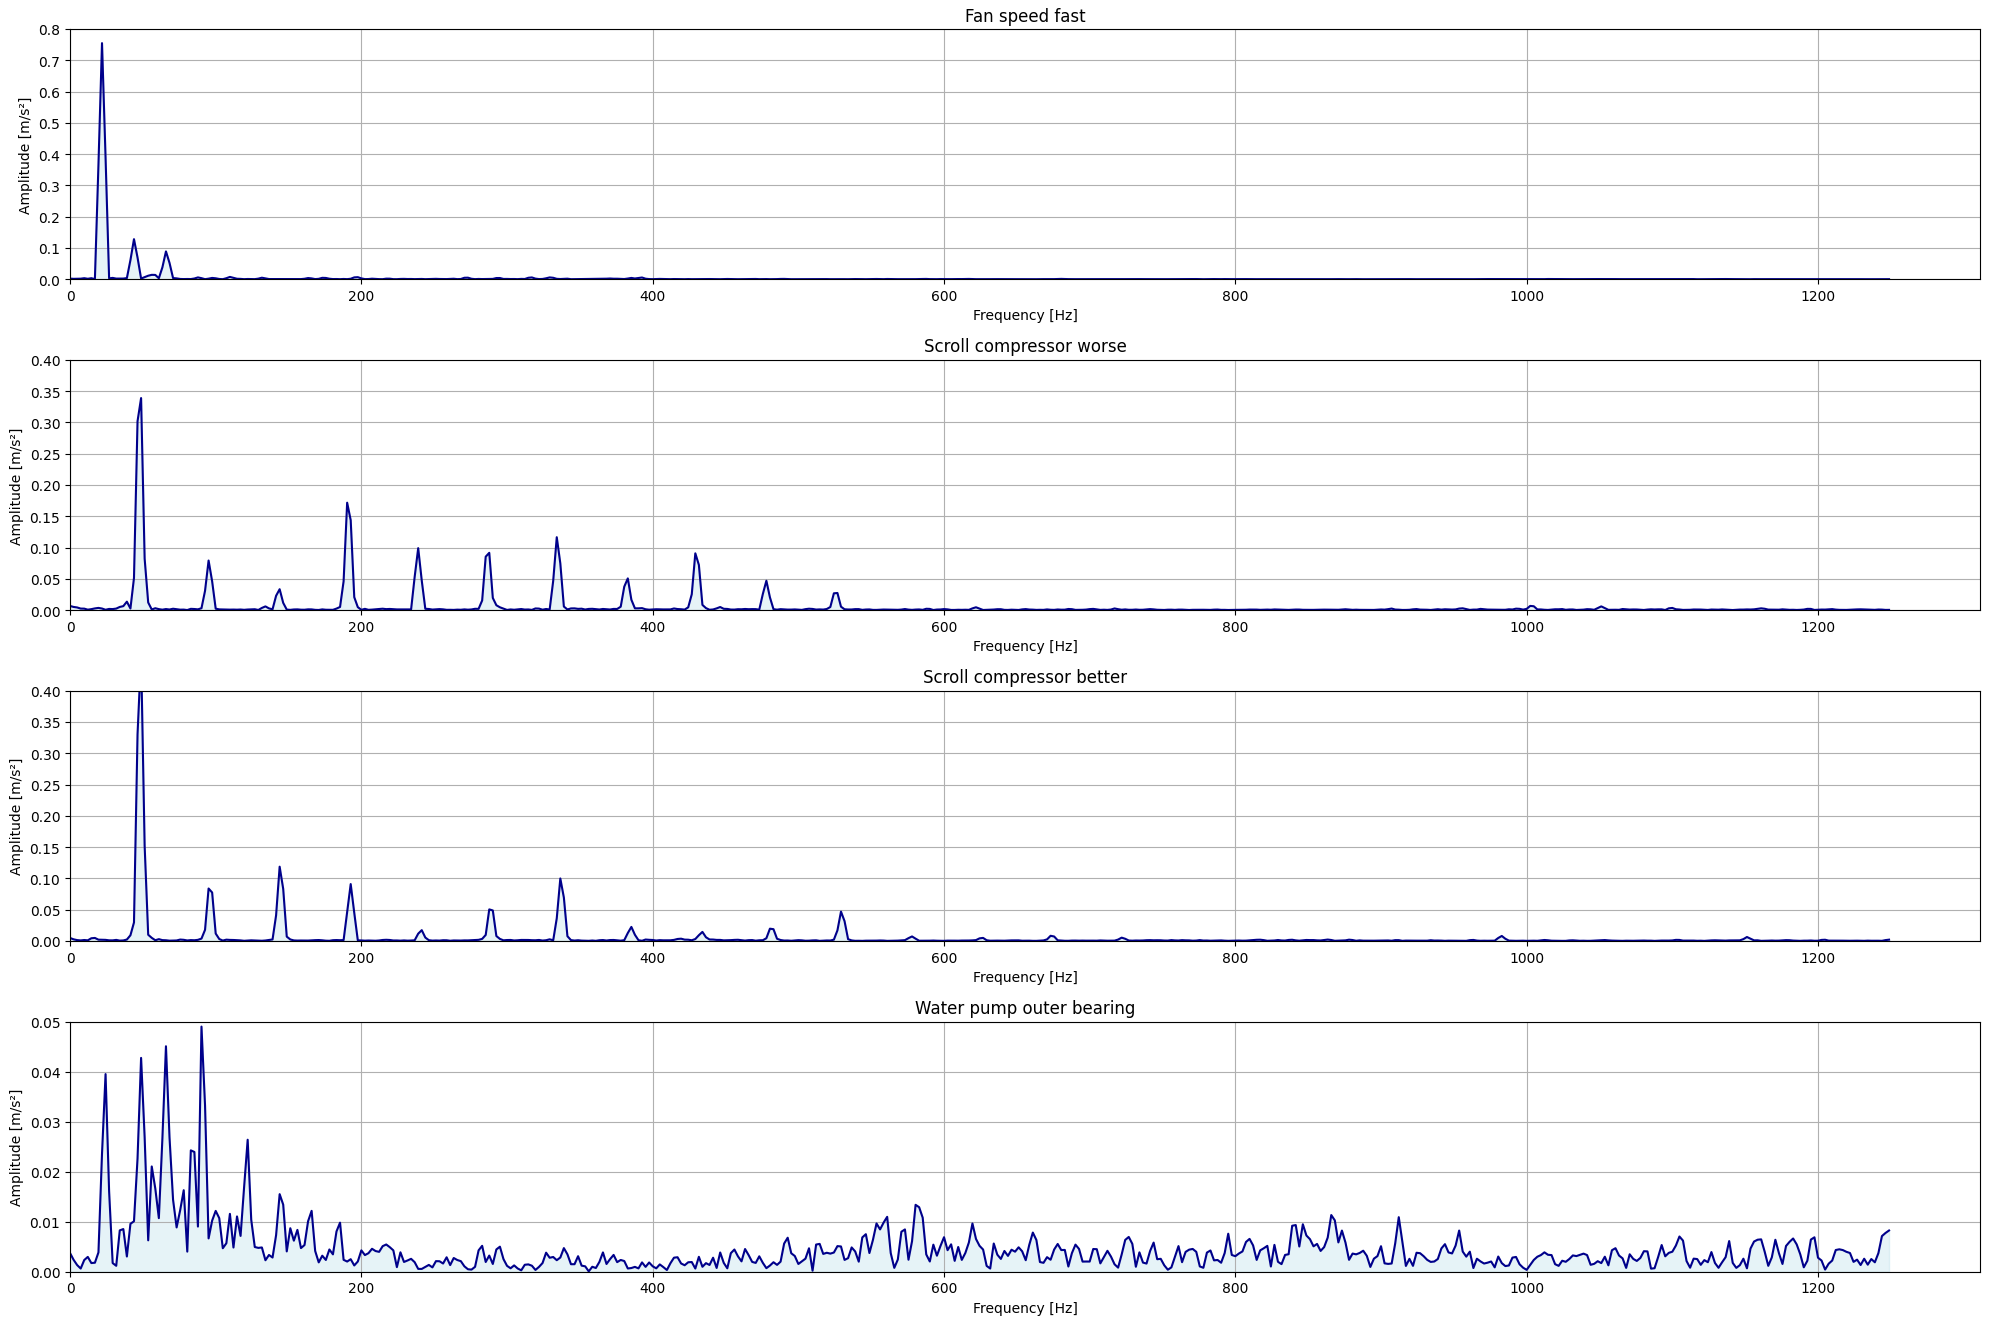 Fan speed fast
Amplitude [m/s²]
0.8
0.7
0.6
0.5
0.4
0.3
0.2
0.1
0.0
0 200 400 600 800 1000 1200
Frequency [Hz]
Scroll compressor worse
Amplitude [m/s²]
0.40
0.35
0.30
0.25
0.20
0.15
0.10
0.05
0.00
0 200 400 600 800 1000 1200
Frequency [Hz]
Scroll compressor better
Amplitude [m/s²]
0.40
0.35
0.30
0.25
0.20
0.15
0.10
0.05
0.00
0 200 400 600 800 1000 1200
Frequency [Hz]
Water pump outer bearing
Amplitude [m/s²]
0.05
0.04
0.03
0.02
0.01
0.00
0 200 400 600 800 1000 1200
Frequency [Hz]